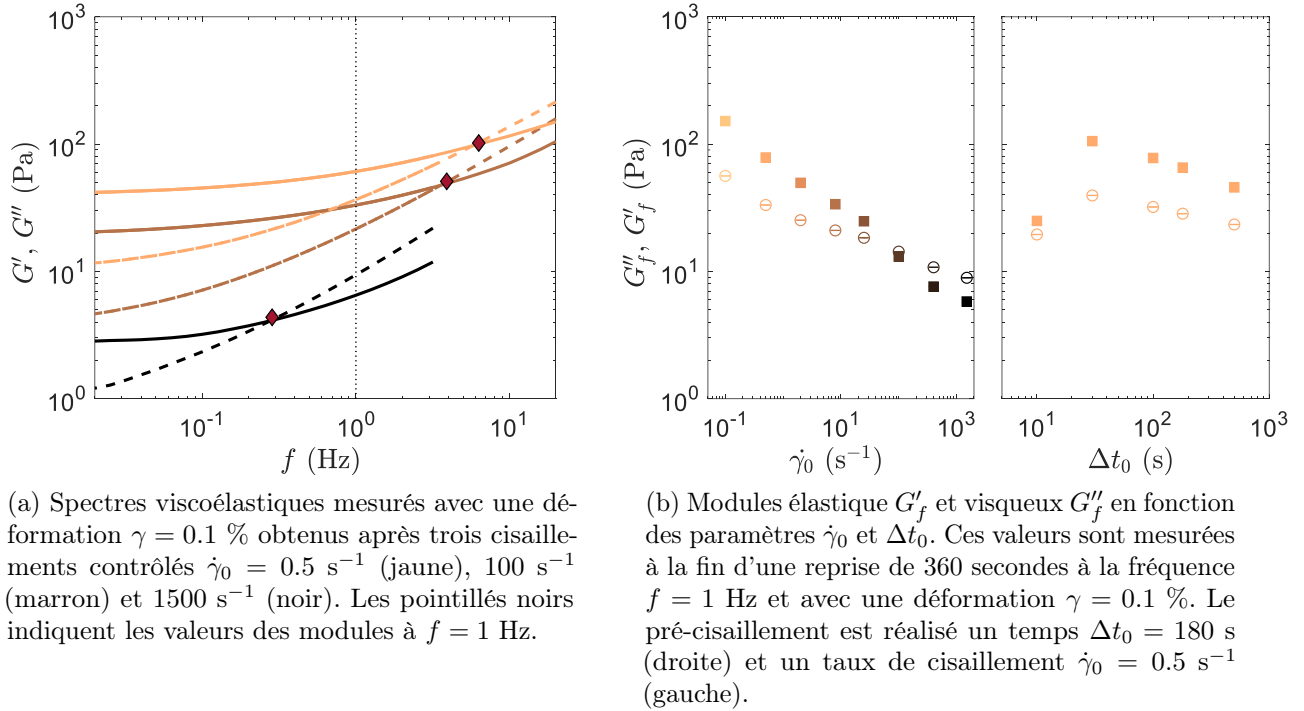 10³
10²
10¹
10⁰
G′, G″ (Pa)
10⁻¹ 10⁰ 10¹
f (Hz)
10³
10²
10¹
10⁰
G″f, G′f (Pa)
10⁻¹ 10¹ 10³
γ̇₀ (s⁻¹)
10¹ 10² 10³
Δt₀ (s)
(a) Spectres viscoélastiques mesurés avec une dé-
formation γ = 0.1 % obtenus après trois cisaille-
ments contrôlés γ̇₀ = 0.5 s⁻¹ (jaune), 100 s⁻¹
(marron) et 1500 s⁻¹ (noir). Les pointillés noirs
indiquent les valeurs des modules à f = 1 Hz.
(b) Modules élastique G′f et visqueux G″f en fonction
des paramètres γ̇₀ et Δt₀. Ces valeurs sont mesurées
à la fin d'une reprise de 360 secondes à la fréquence
f = 1 Hz et avec une déformation γ = 0.1 %. Le
pré-cisaillement est réalisé un temps Δt₀ = 180 s
(droite) et un taux de cisaillement γ̇₀ = 0.5 s⁻¹
(gauche).